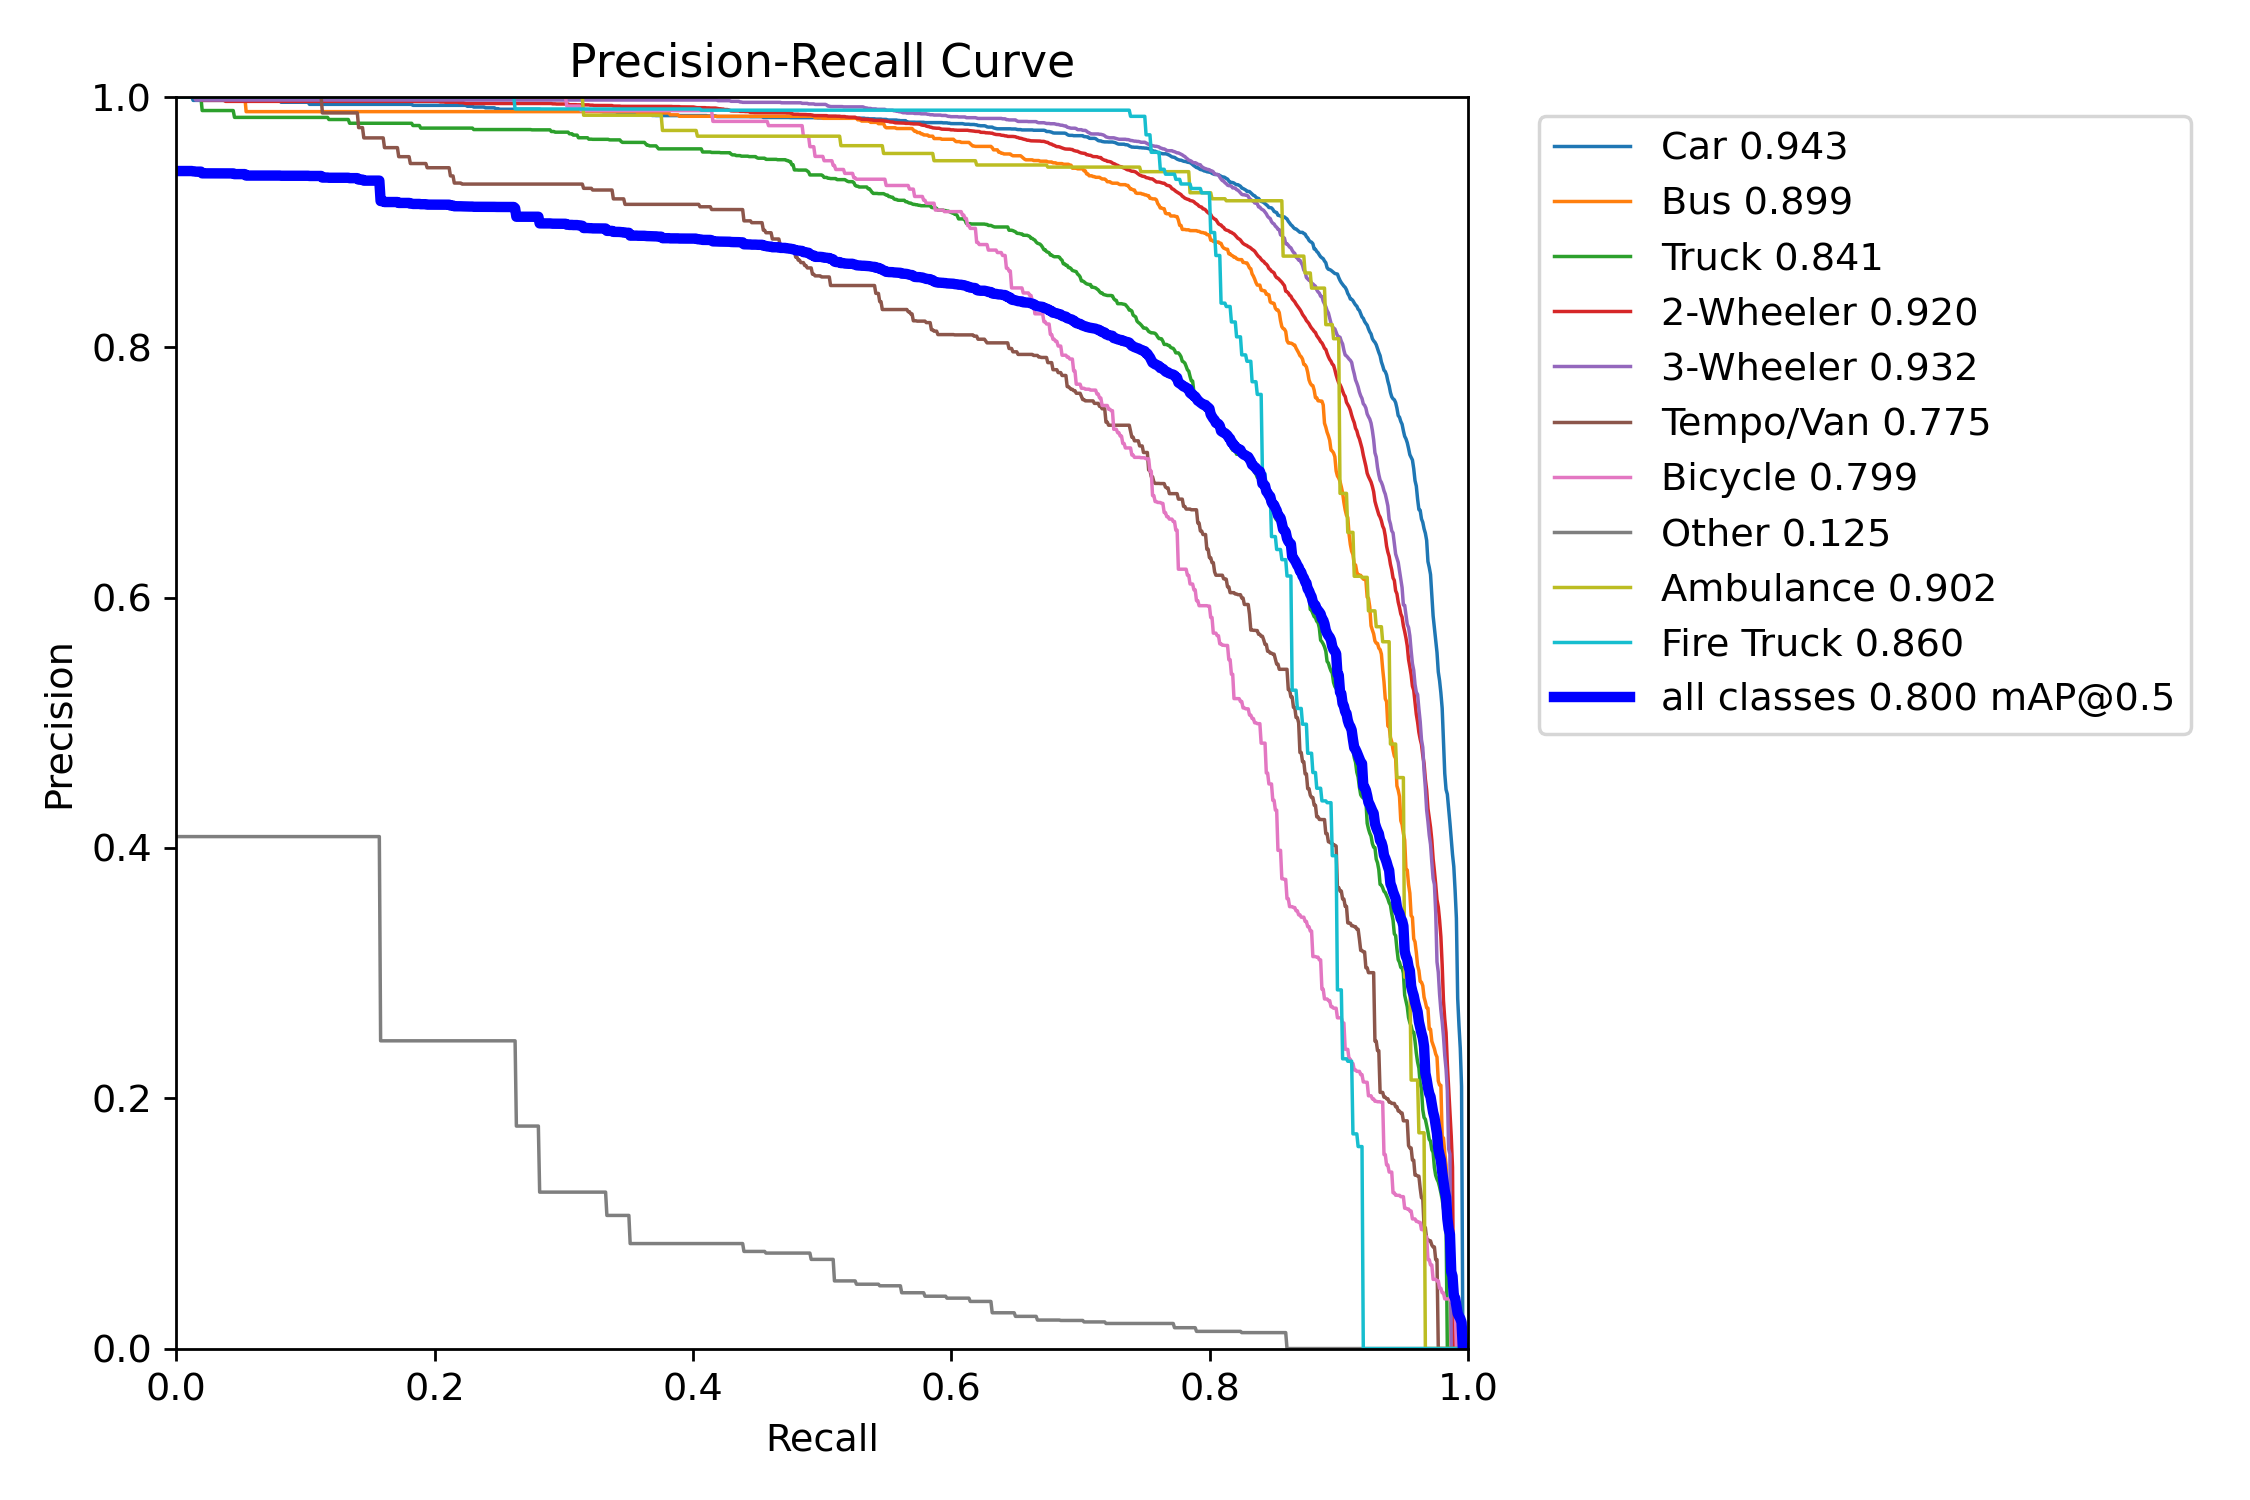 Precision-Recall Curve
1.0
0.8
0.6
0.4
0.2
0.0
Precision
0.0 0.2 0.4 0.6 0.8 1.0
Recall
Car 0.943
Bus 0.899
Truck 0.841
2-Wheeler 0.920
3-Wheeler 0.932
Tempo/Van 0.775
Bicycle 0.799
Other 0.125
Ambulance 0.902
Fire Truck 0.860
all classes 0.800 mAP@0.5